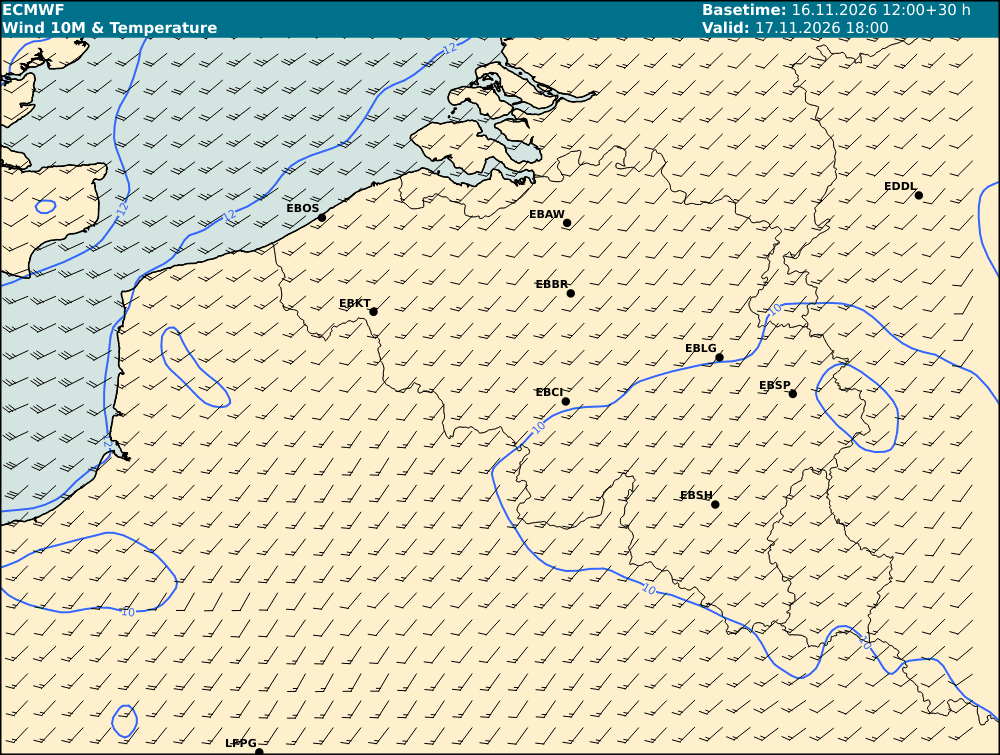 ECMWF
Wind 10M & Temperature
Basetime: 16.11.2026 12:00+30 h
Valid: 17.11.2026 18:00
12
EDDL
12
EBOS
12
EBAW
EBBR
EBKT
10
EBLG
EBSP
EBCI
10
12
EBSH
10
10
10
LFPG